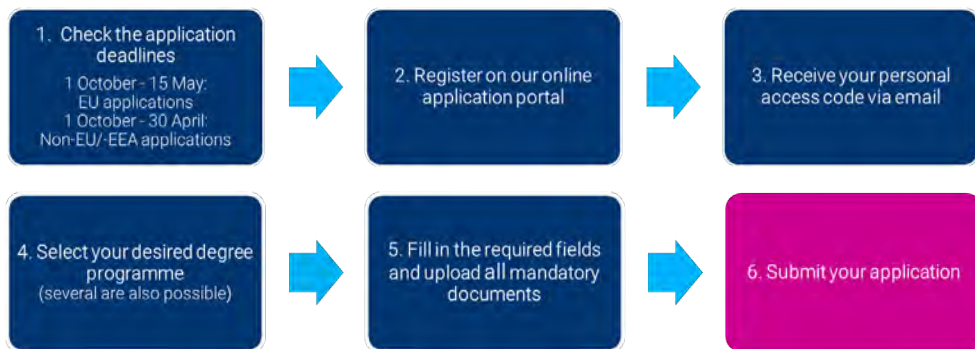 1. Check the application
deadlines
1 October - 15 May:
EU applications
1 October - 30 April:
Non-EU/-EEA applications
2. Register on our online
application portal
3. Receive your personal
access code via email
4. Select your desired degree
programme
(several are also possible)
5. Fill in the required fields
and upload all mandatory
documents
6. Submit your application